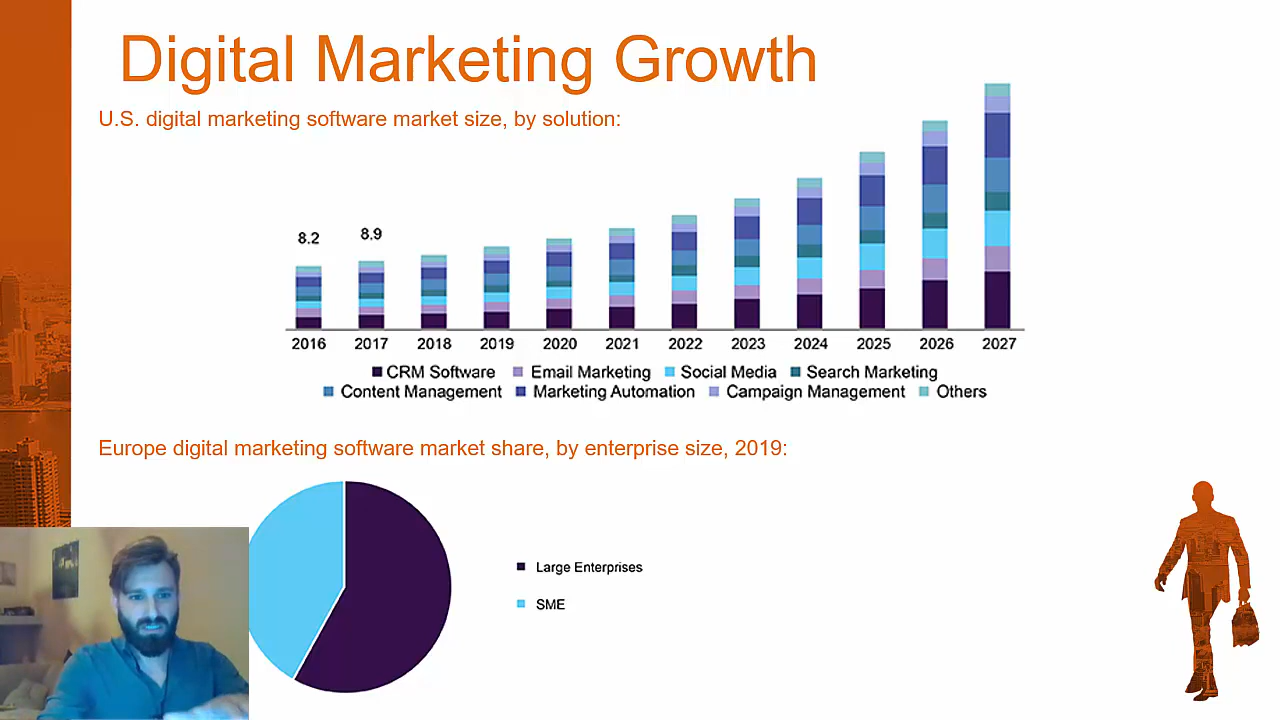 Digital Marketing Growth
U.S. digital marketing software market size, by solution:
8.2 8.9
2016 2017 2018 2019 2020 2021 2022 2023 2024 2025 2026 2027
CRM Software Email Marketing Social Media Search Marketing
Content Management Marketing Automation Campaign Management Others
Europe digital marketing software market share, by enterprise size, 2019:
Large Enterprises
SME